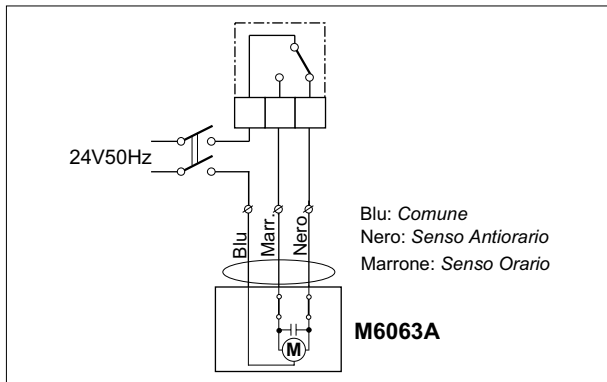 24V50Hz
Blu
Marr.
Nero
Blu: Comune
Nero: Senso Antiorario
Marrone: Senso Orario
M6063A
M